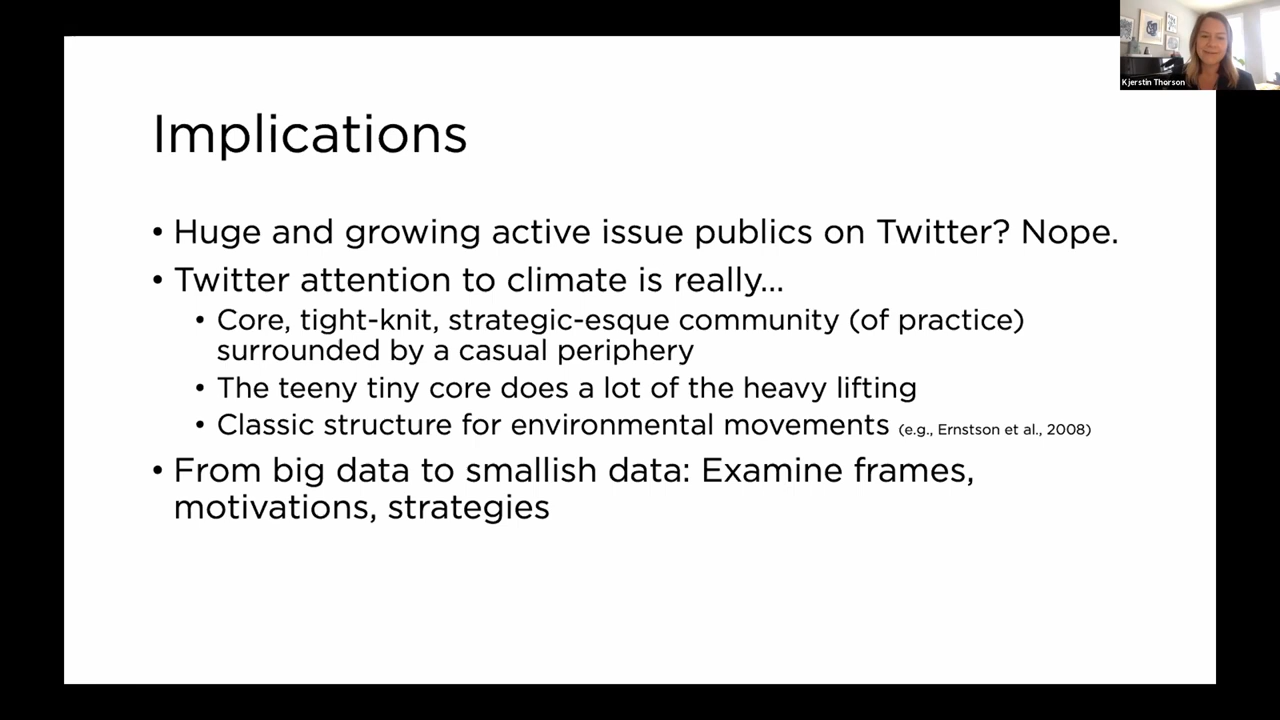 Kjerstin Thorson
Implications
• Huge and growing active issue publics on Twitter? Nope.
• Twitter attention to climate is really...
• Core, tight-knit, strategic-esque community (of practice)
surrounded by a casual periphery
• The teeny tiny core does a lot of the heavy lifting
• Classic structure for environmental movements (e.g., Ernstson et al., 2008)
• From big data to smallish data: Examine frames,
motivations, strategies